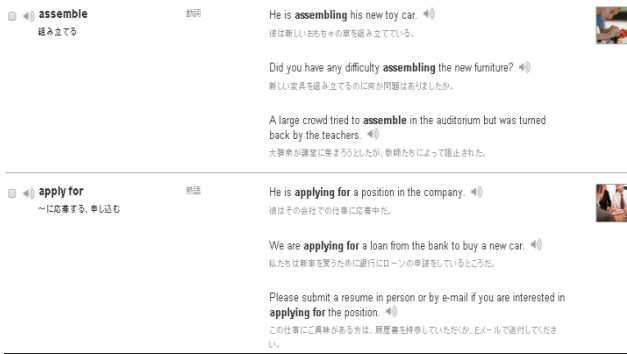 assemble
動詞
He is assembling his new toy car.
組み立てる
彼は新しいおもちゃの車を組み立てている。
Did you have any difficulty assembling the new furniture?
新しい家具を組み立てるのに何か問題はありましたか。
A large crowd tried to assemble in the auditorium but was turned
back by the teachers.
大群衆が講堂に集まろうとしたが、教師たちによって阻止された。
apply for
熟語
He is applying for a position in the company.
〜に応募する、申し込む
彼はその会社での仕事に応募中だ。
We are applying for a loan from the bank to buy a new car.
私たちは新車を買うために銀行にローンの申請をしているところだ。
Please submit a resume in person or by e-mail if you are interested in
applying for the position.
この仕事にご興味がある方は、履歴書を持参していただくか、Eメールで送付してくださ
い。